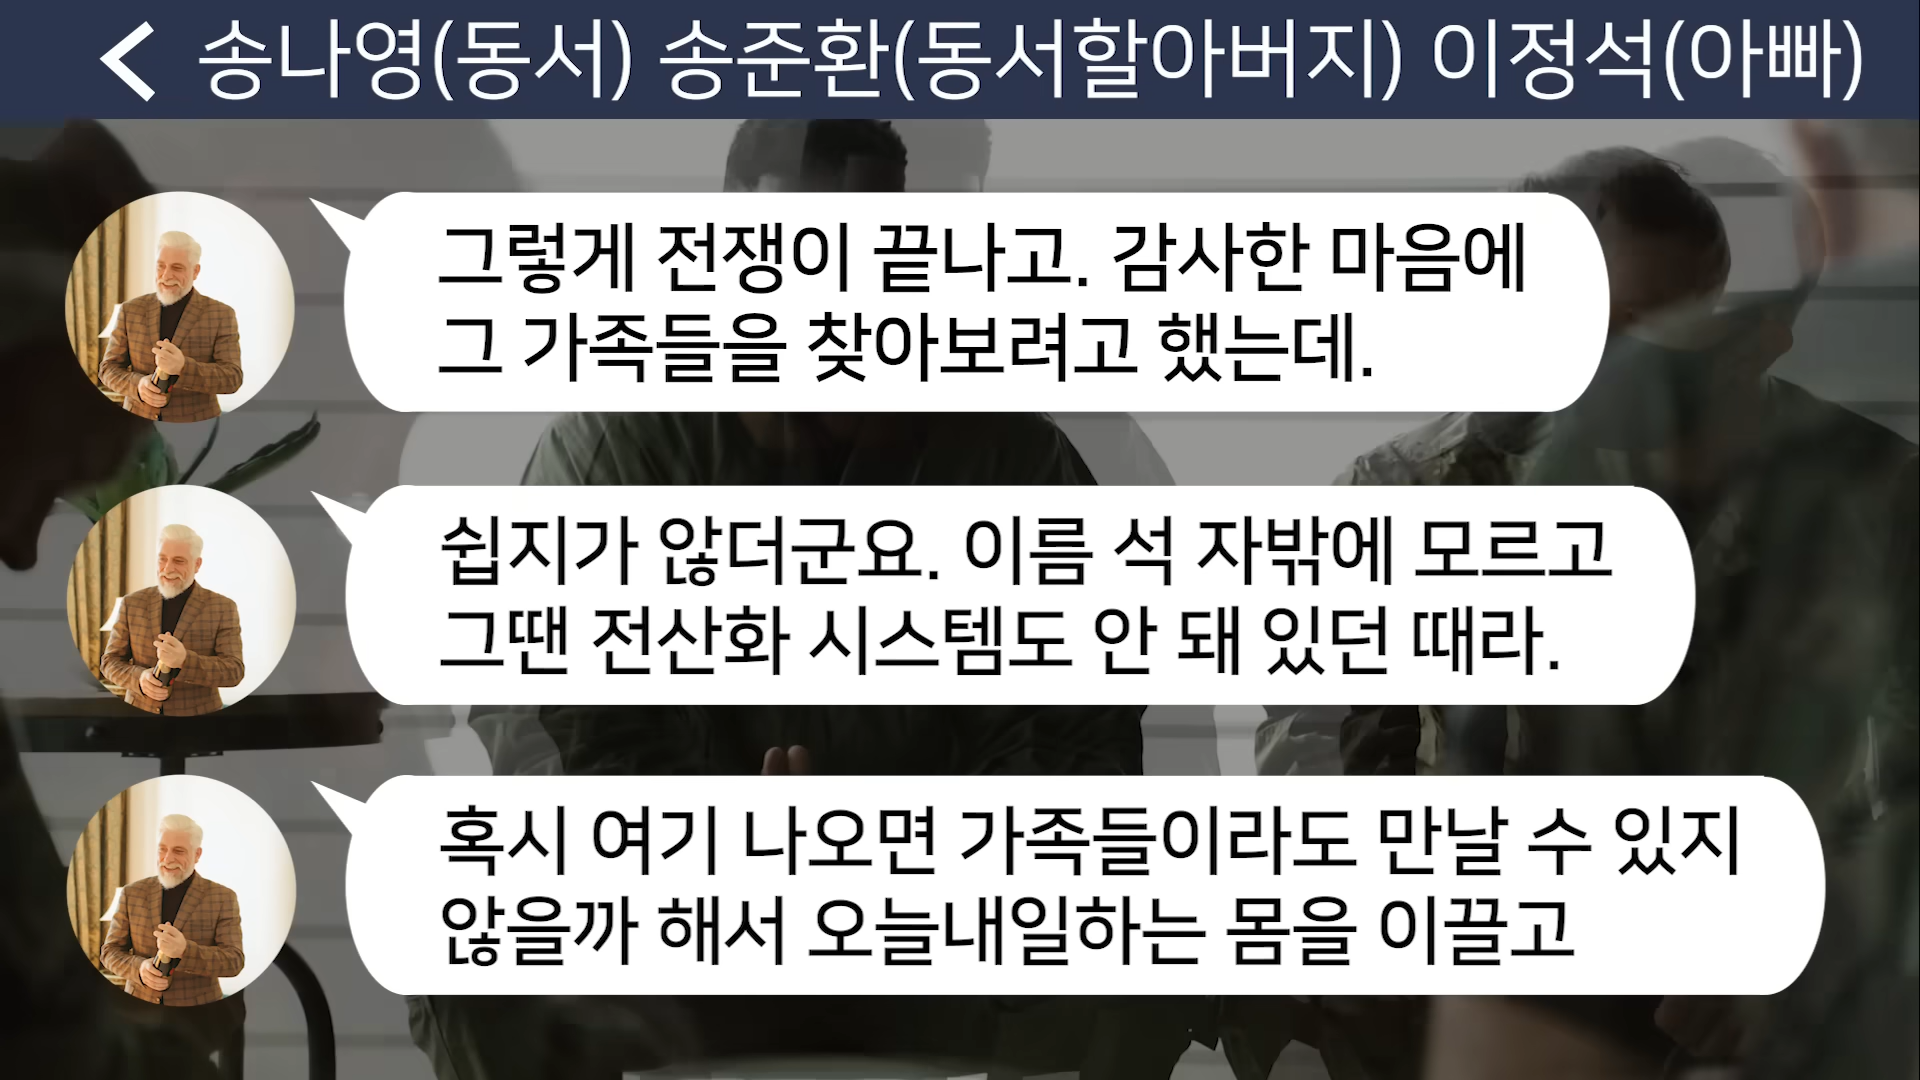 송나영(동서) 송준환(동서할아버지) 이정석(아빠)
그렇게 전쟁이 끝나고. 감사한 마음에
그 가족들을 찾아보려고 했는데.
쉽지가 않더군요. 이름 석 자밖에 모르고
그땐 전산화 시스템도 안 돼 있던 때라.
혹시 여기 나오면 가족들이라도 만날 수 있지
않을까 해서 오늘내일하는 몸을 이끌고